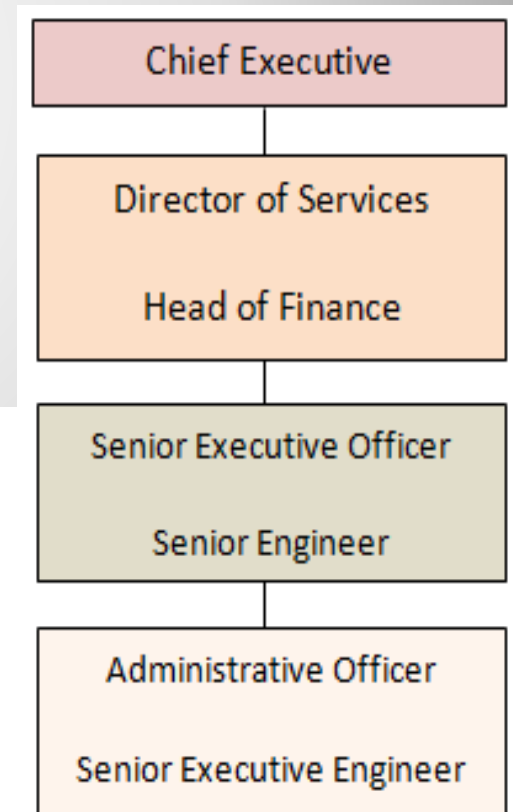 Chief Executive
Director of Services
Head of Finance
Senior Executive Officer
Senior Engineer
Administrative Officer
Senior Executive Engineer